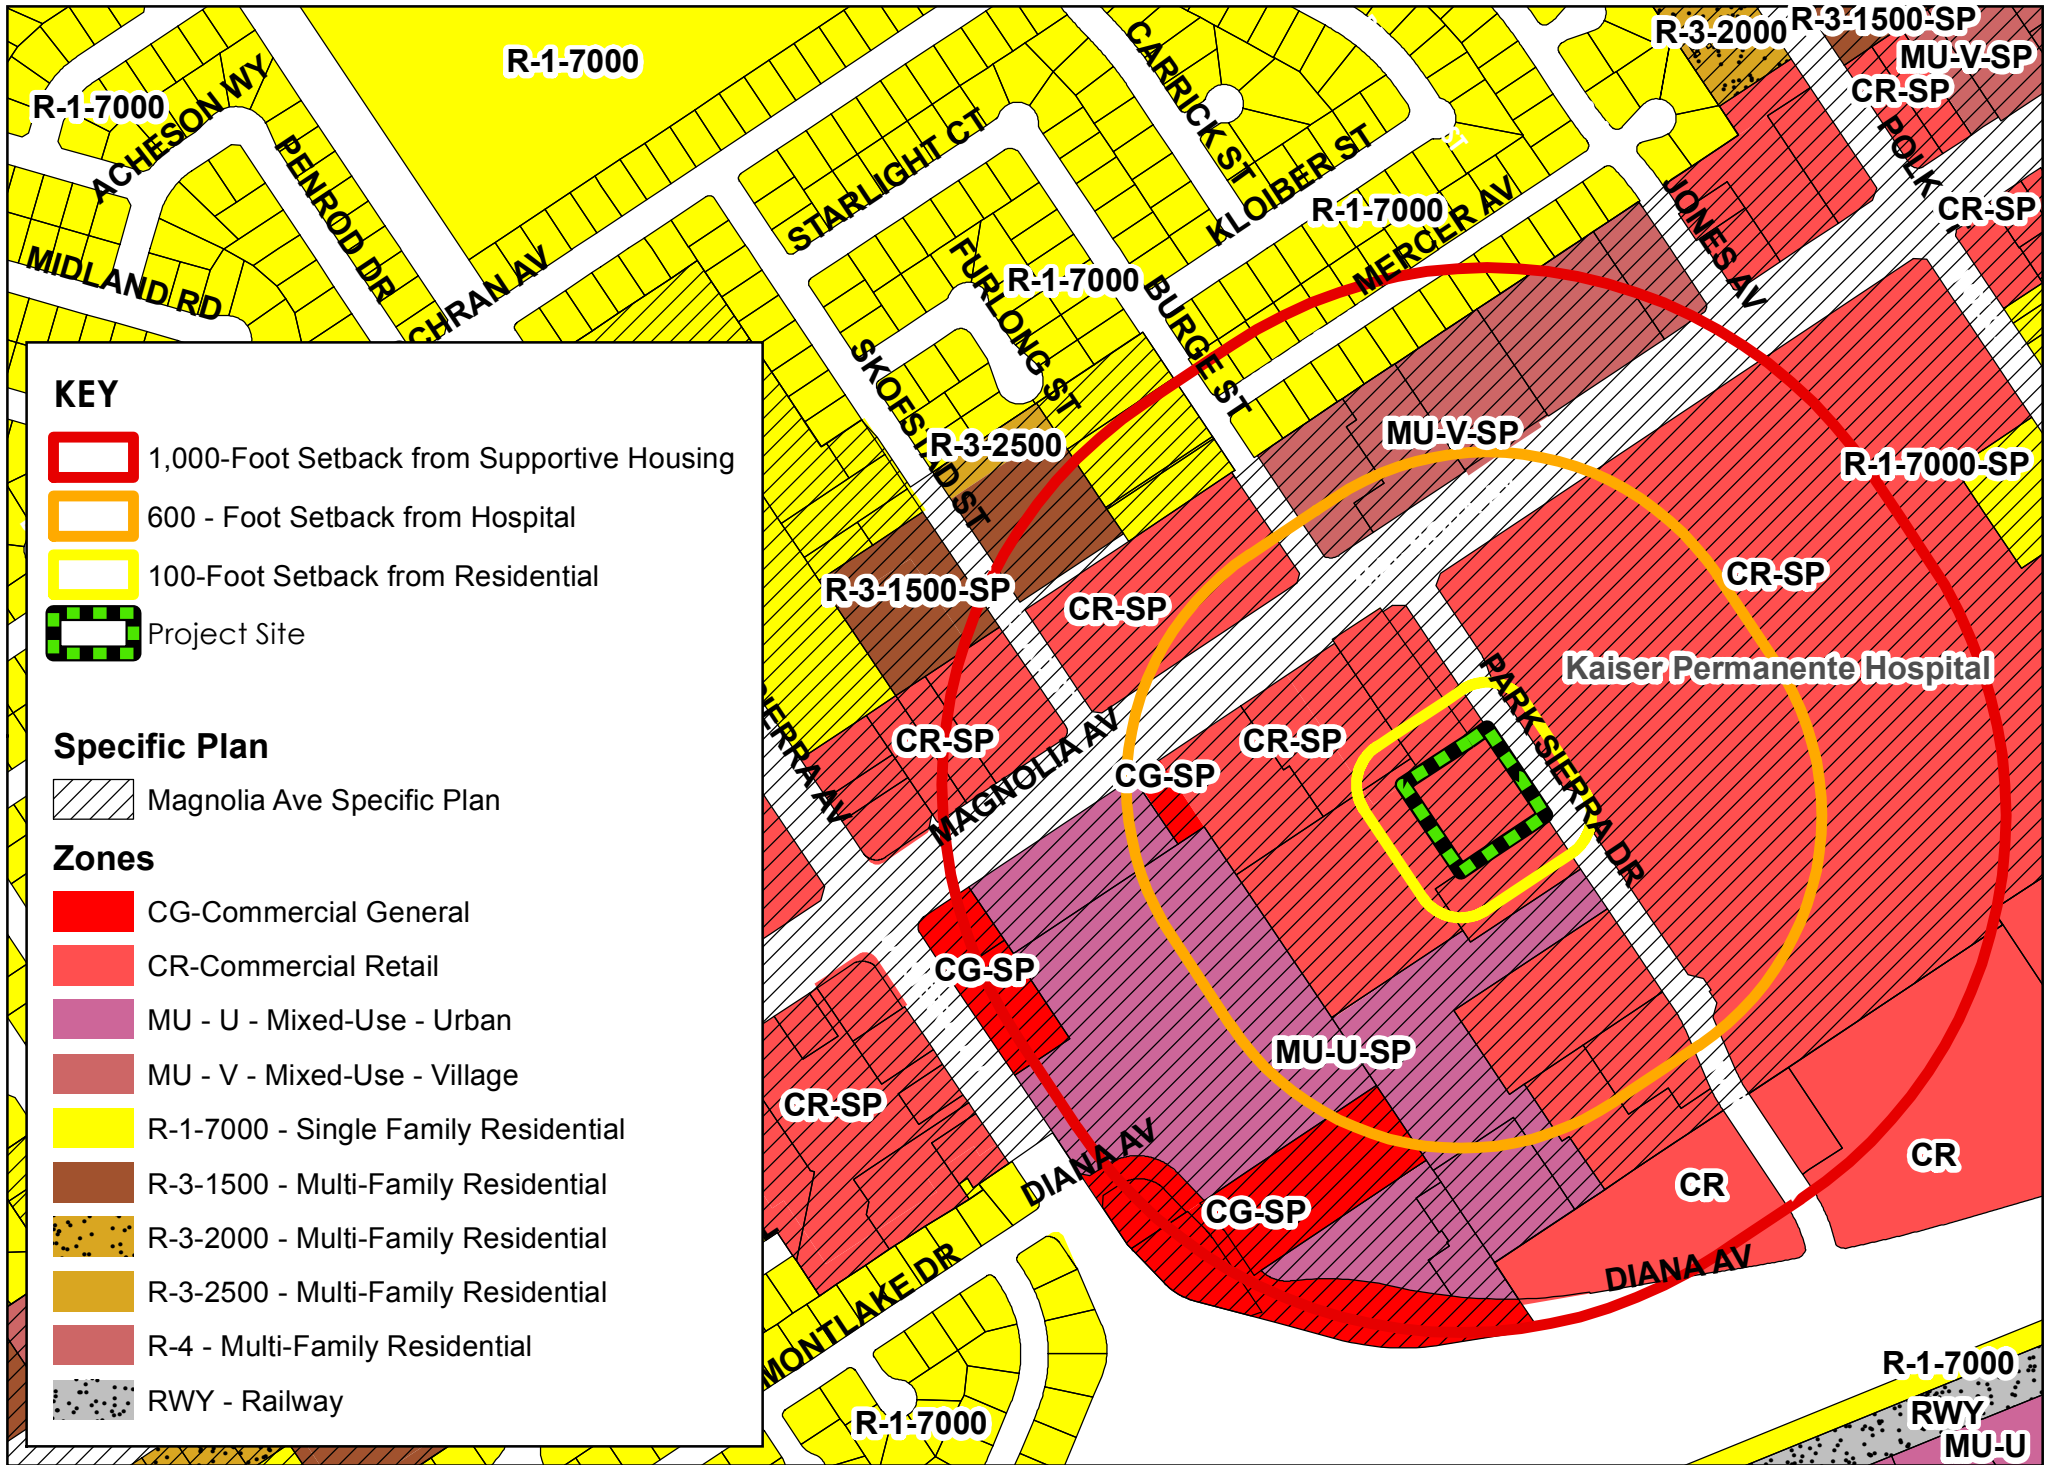 R-1-7000
R-3-2000
R-3-1500-SP
MU-V-SP
CR-SP
R-1-7000
ACHESON WY
PENROD DR
MIDLAND RD
CHRAN AV
STARLIGHT CT
CARRICK ST
KLOIBER ST
ST
R-1-7000
MERCER AV
JONES AV
POLK
CR-SP
FURLONG ST
R-1-7000
BURGE ST
SKOFSTAD ST
R-3-2500
MU-V-SP
R-1-7000-SP
R-3-1500-SP
CR-SP
CR-SP
Kaiser Permanente Hospital
PARK SIERRA DR
IERRA AV
CR-SP
MAGNOLIA AV
CG-SP
CR-SP
CG-SP
MU-U-SP
CR-SP
DIANA AV
CG-SP
CR
CR
DIANA AV
MONTLAKE DR
R-1-7000
R-1-7000
RWY
MU-U
KEY
1,000-Foot Setback from Supportive Housing
600 - Foot Setback from Hospital
100-Foot Setback from Residential
Project Site
Specific Plan
Magnolia Ave Specific Plan
Zones
CG-Commercial General
CR-Commercial Retail
MU - U - Mixed-Use - Urban
MU - V - Mixed-Use - Village
R-1-7000 - Single Family Residential
R-3-1500 - Multi-Family Residential
R-3-2000 - Multi-Family Residential
R-3-2500 - Multi-Family Residential
R-4 - Multi-Family Residential
RWY - Railway